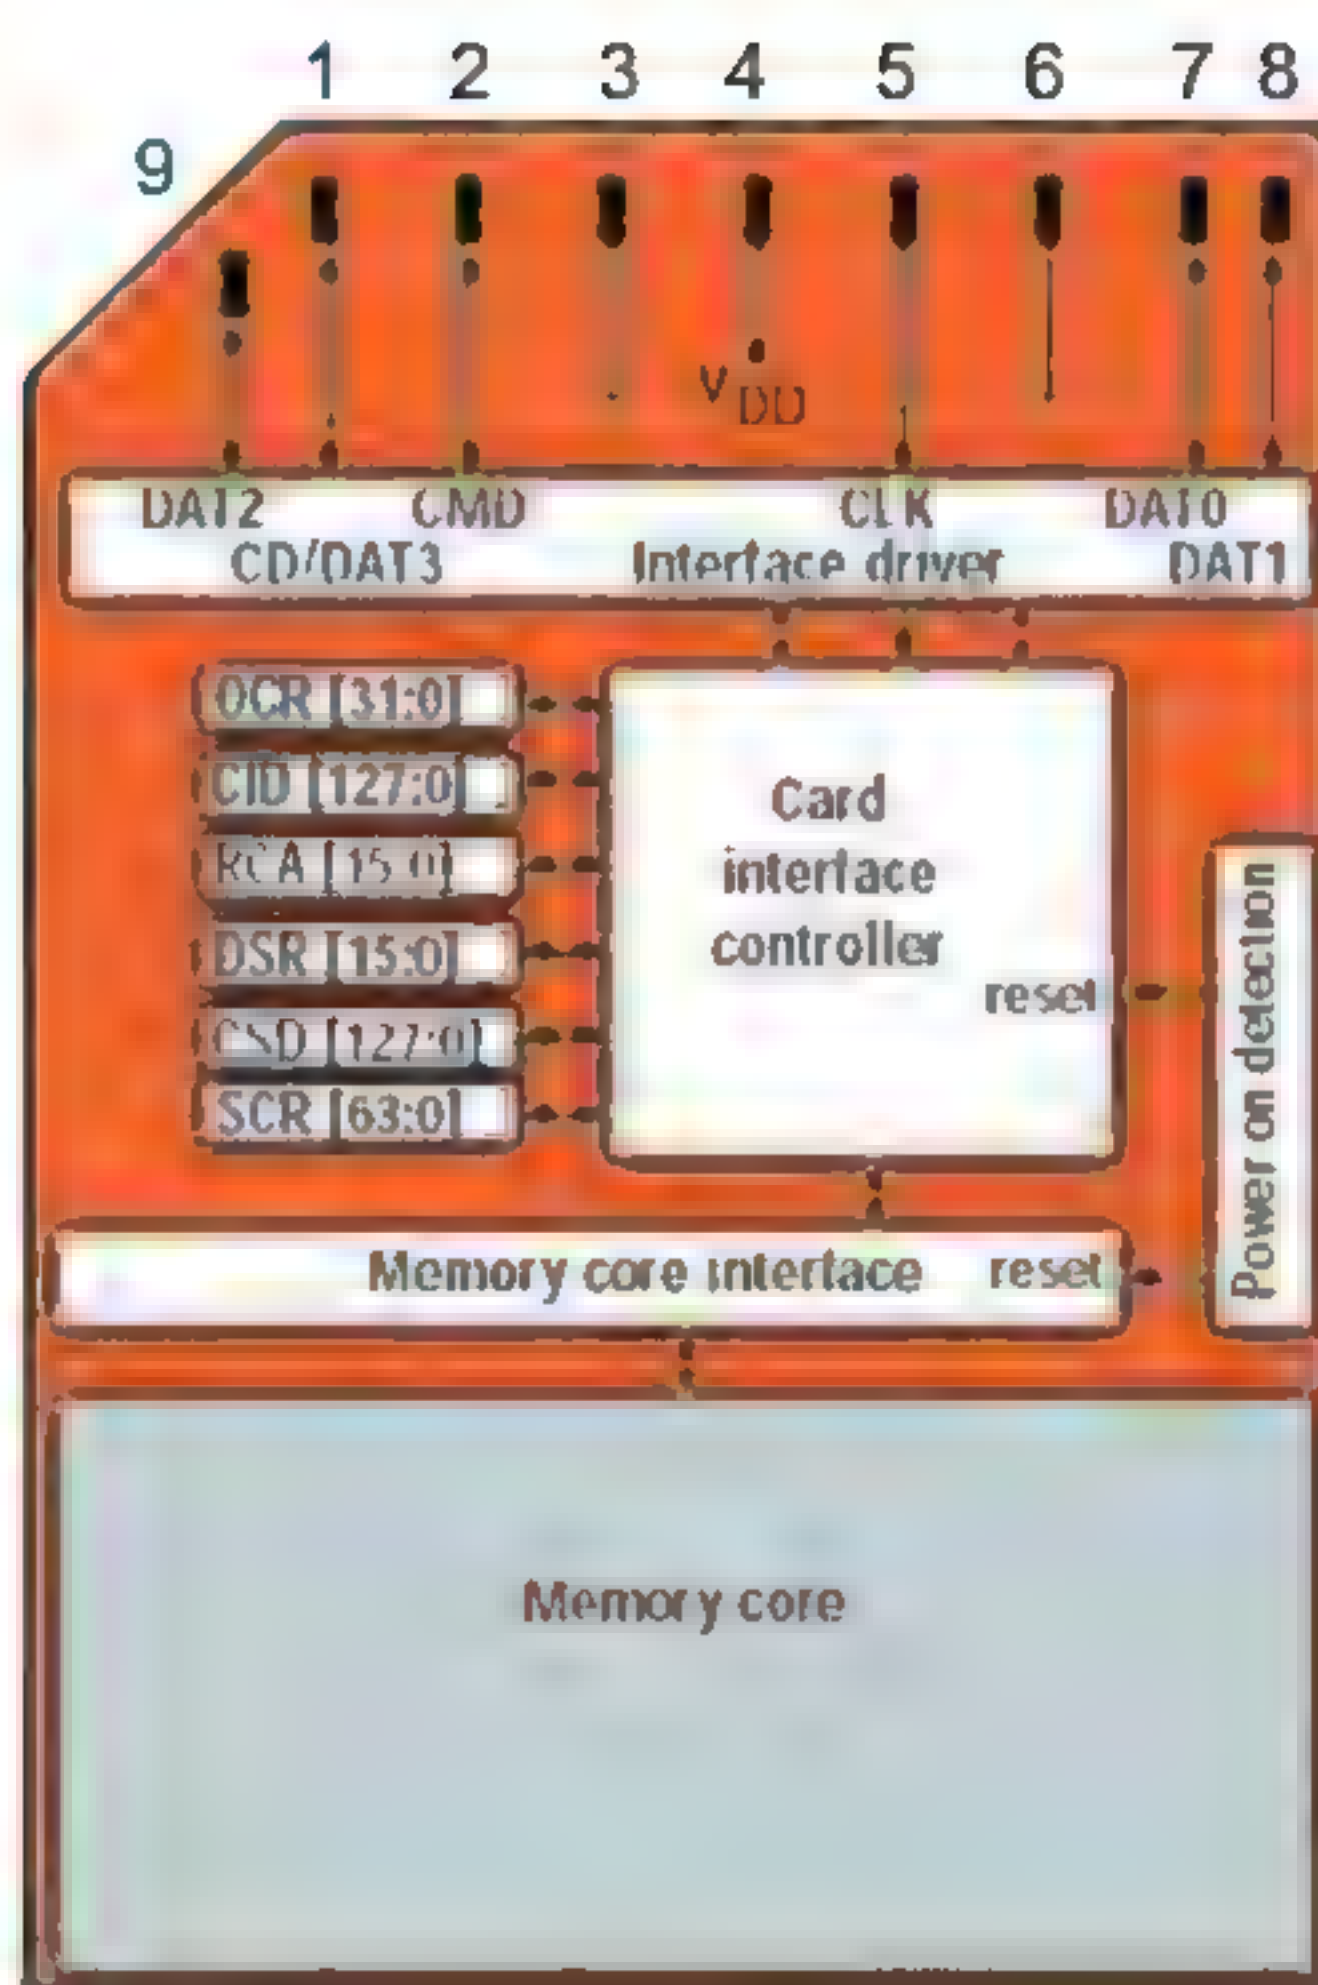 1 2 3 4 5 6 7 8
9
V DD
DAT2 CMD CLK DAT0
CD/DAT3 Interface driver DAT1
OCR [31:0]
CID [127:0]
RCA [15:0]
DSR [15:0]
CSD [127:0]
SCR [63:0]
Card
interface
controller
reset
Power on detection
Memory core interface reset
Memory core